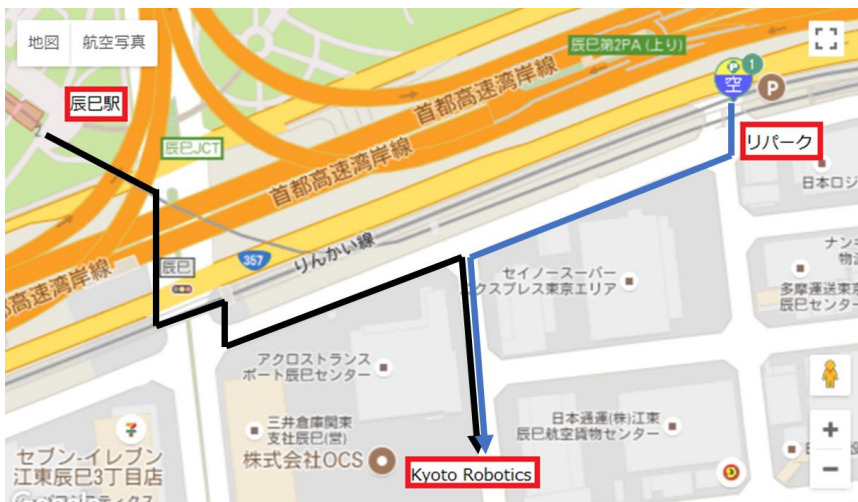 地図
航空写真
辰巳第2PA (上り)
1
P
空
P
辰巳駅
2
首都高速湾岸線
リパーク
辰巳JCT
首都高速湾岸線
日本ロジ
りんかい線
357
辰巳
高速湾岸線
セイノースーパー
エクスプレス東京エリア
ナン
物
多摩運送東京
辰巳センター
アクロストランス
ポート辰巳センター
三井倉庫関東
支社辰巳(営)
日本通運(株)江東
辰巳航空貨物センター
株式会社OCS
セブン-イレブン
江東辰巳3丁目店
Kyoto Robotics
+
−